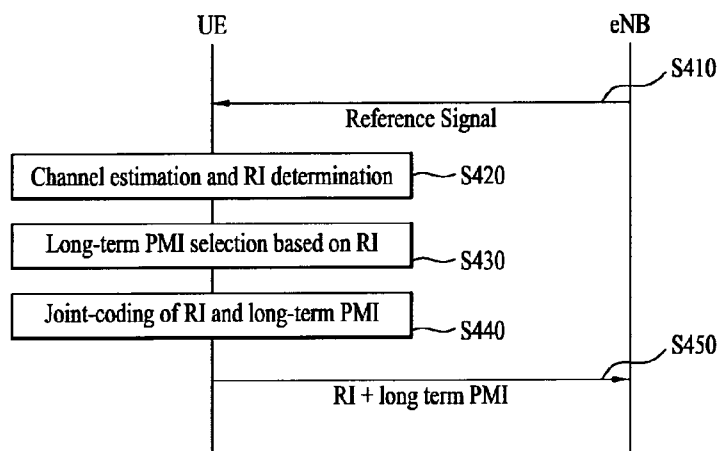 UE
eNB
S410
Reference Signal
Channel estimation and RI determination
S420
Long-term PMI selection based on RI
S430
Joint-coding of RI and long-term PMI
S440
S450
RI + long term PMI